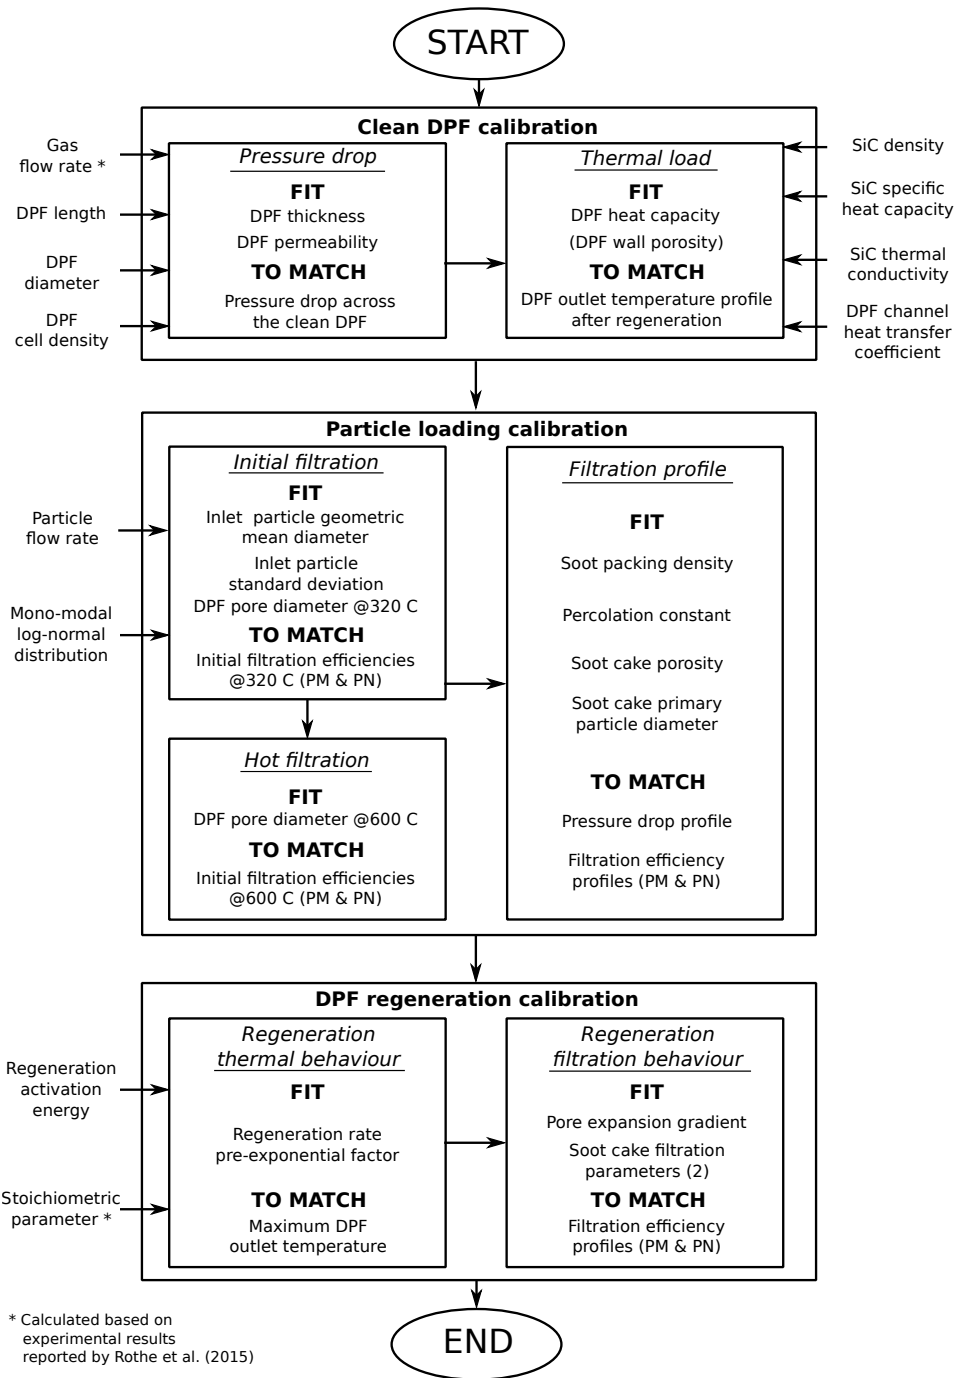 START
Clean DPF calibration
Gas
flow rate *
DPF length
DPF
diameter
DPF
cell density
Pressure drop
FIT
DPF thickness
DPF permeability
TO MATCH
Pressure drop across
the clean DPF
Thermal load
FIT
DPF heat capacity
(DPF wall porosity)
TO MATCH
DPF outlet temperature profile
after regeneration
SiC density
SiC specific
heat capacity
SiC thermal
conductivity
DPF channel
heat transfer
coefficient
Particle loading calibration
Particle
flow rate
Mono-modal
log-normal
distribution
Initial filtration
FIT
Inlet particle geometric
mean diameter
Inlet particle
standard deviation
DPF pore diameter @320 C
TO MATCH
Initial filtration efficiencies
@320 C (PM & PN)
Hot filtration
FIT
DPF pore diameter @600 C
TO MATCH
Initial filtration efficiencies
@600 C (PM & PN)
Filtration profile
FIT
Soot packing density
Percolation constant
Soot cake porosity
Soot cake primary
particle diameter
TO MATCH
Pressure drop profile
Filtration efficiency
profiles (PM & PN)
DPF regeneration calibration
Regeneration
activation
energy
Stoichiometric
parameter *
Regeneration
thermal behaviour
FIT
Regeneration rate
pre-exponential factor
TO MATCH
Maximum DPF
outlet temperature
Regeneration
filtration behaviour
FIT
Pore expansion gradient
Soot cake filtration
parameters (2)
TO MATCH
Filtration efficiency
profiles (PM & PN)
END
* Calculated based on
experimental results
reported by Rothe et al. (2015)